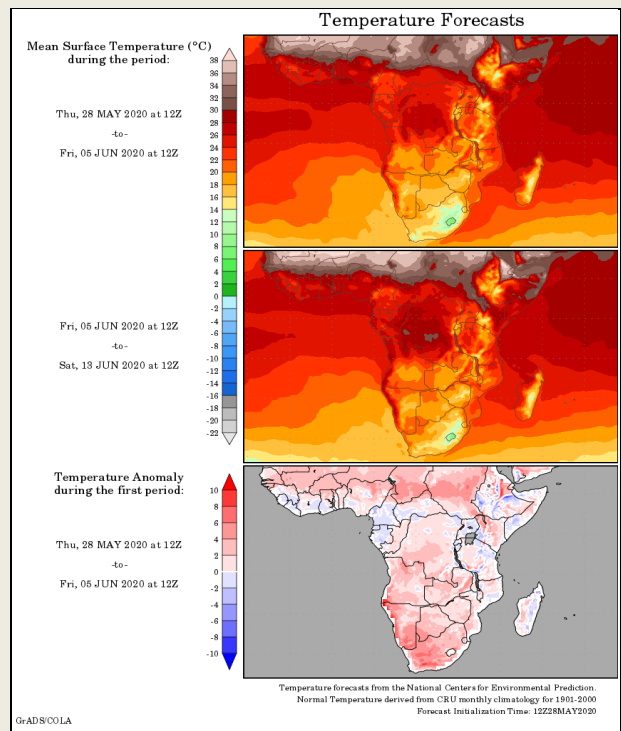 Temperature Forecasts
Mean Surface Temperature (°C)
during the period:
Thu, 28 MAY 2020 at 12Z
-to-
Fri, 05 JUN 2020 at 12Z
38
36
34
32
30
28
26
24
22
20
18
16
14
12
10
8
6
4
2
0
-2
-4
-6
-8
-10
-12
-14
-16
-18
-20
-22
Fri, 05 JUN 2020 at 12Z
-to-
Sat, 13 JUN 2020 at 12Z
Temperature Anomaly
during the first period:
Thu, 28 MAY 2020 at 12Z
-to-
Fri, 05 JUN 2020 at 12Z
10
8
6
4
2
0
-2
-4
-6
-8
-10
Temperature forecasts from the National Centers for Environmental Prediction.
Normal Temperature derived from CRU monthly climatology for 1901-2000
Forecast Initialization Time: 12Z28MAY2020
GrADS/COLA